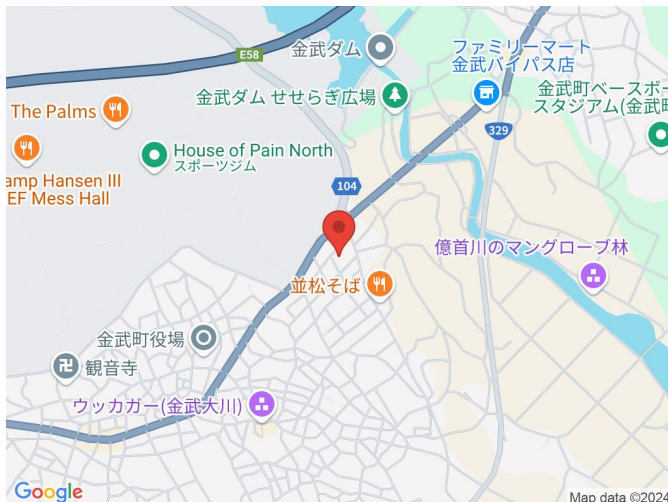 E58
金武ダム
ファミリーマート
金武バイパス店
The Palms
金武ダム せせらぎ広場
金武町ベースボー
スタジアム(金武町
329
House of Pain North
スポーツジム
amp Hansen III
EF Mess Hall
104
億首川のマングローブ林
並松そば
金武町役場
卍
観音寺
ウッカガー(金武大川)
Google
Map data ©2024